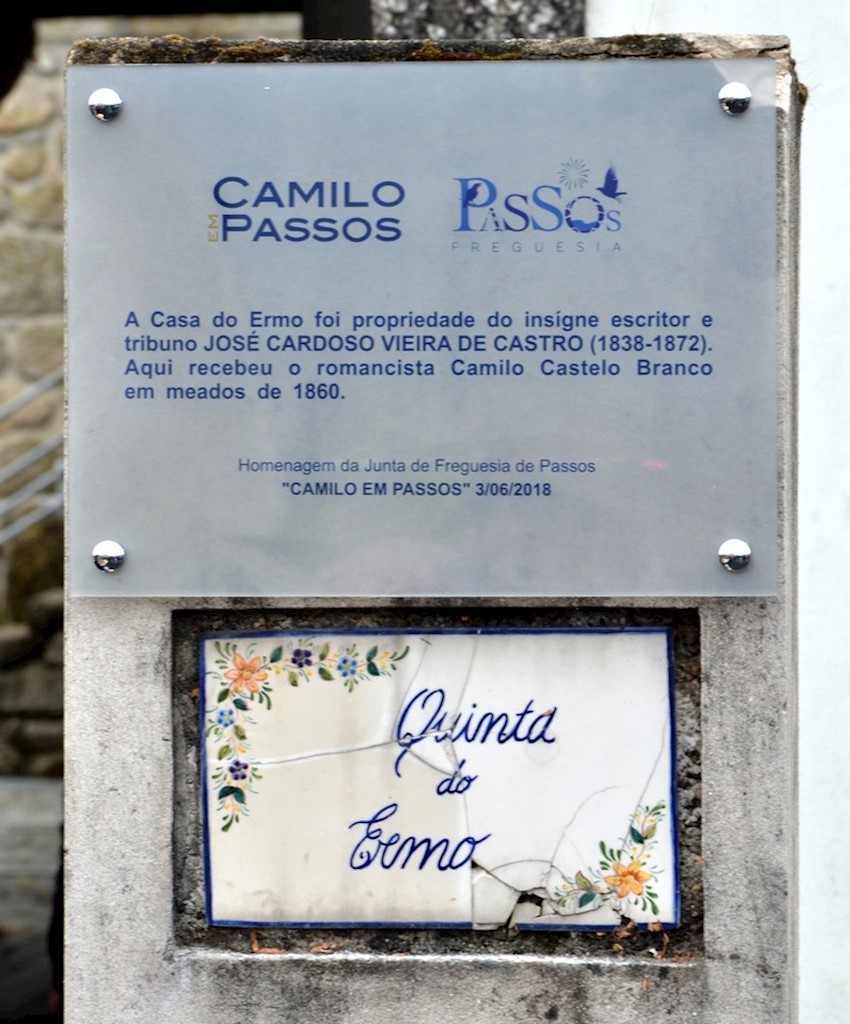 CAMILO
EM PASSOS
PASSOS
FREGUESIA
A Casa do Ermo foi propriedade do insígne escritor e
tribuno JOSÉ CARDOSO VIEIRA DE CASTRO (1838-1872).
Aqui recebeu o romancista Camilo Castelo Branco
em meados de 1860.
Homenagem da Junta de Freguesia de Passos
"CAMILO EM PASSOS" 3/06/2018
Quinta
do
Ermo